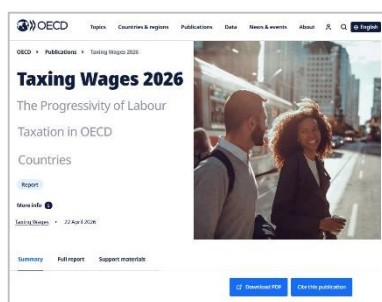 OECD
Topics Countries & regions Publications Data News & events About English
OECD Publications Taxing Wages 2026
Taxing Wages 2026
The Progressivity of Labour
Taxation in OECD
Countries
Report
More info
Taxing Wages • 22 April 2026
Summary Full report Support materials
Download PDF Cite this publication